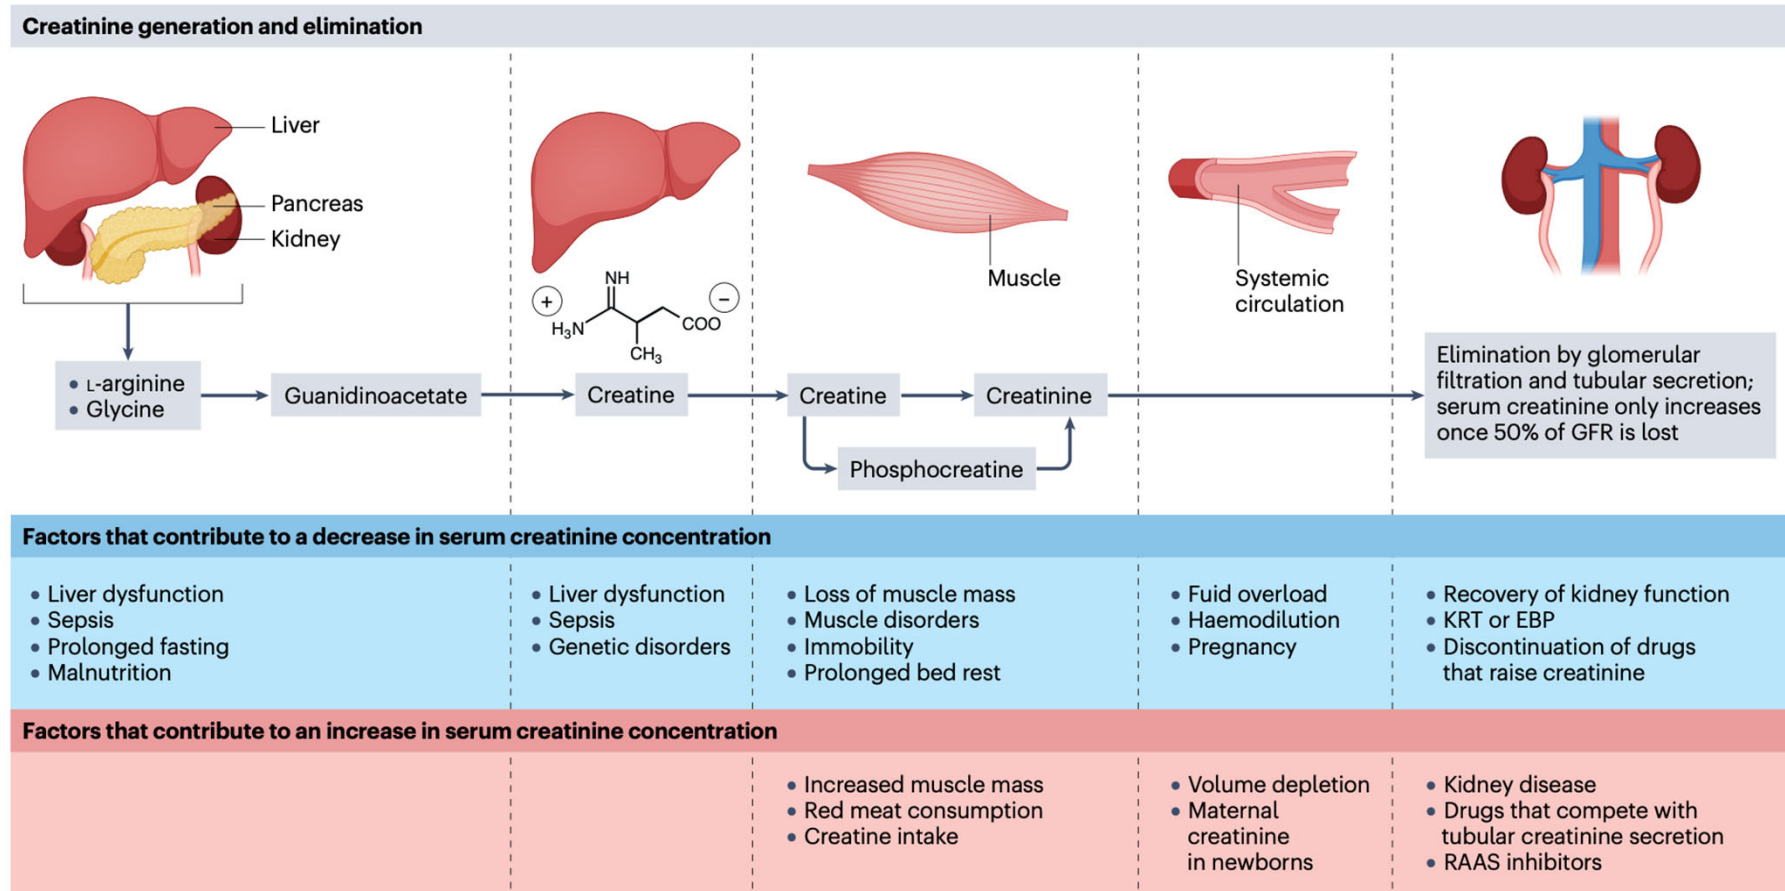 Creatinine generation and elimination
Liver
Pancreas
Kidney
NH
+
H₃N
CH₃
COO
−
Muscle
Systemic
circulation
• L-arginine
• Glycine
Guanidinoacetate
Creatine
Creatine
Creatinine
Phosphocreatine
Elimination by glomerular
filtration and tubular secretion;
serum creatinine only increases
once 50% of GFR is lost
Factors that contribute to a decrease in serum creatinine concentration
• Liver dysfunction
• Sepsis
• Prolonged fasting
• Malnutrition
• Liver dysfunction
• Sepsis
• Genetic disorders
• Loss of muscle mass
• Muscle disorders
• Immobility
• Prolonged bed rest
• Fuid overload
• Haemodilution
• Pregnancy
• Recovery of kidney function
• KRT or EBP
• Discontinuation of drugs
that raise creatinine
Factors that contribute to an increase in serum creatinine concentration
• Increased muscle mass
• Red meat consumption
• Creatine intake
• Volume depletion
• Maternal
creatinine
in newborns
• Kidney disease
• Drugs that compete with
tubular creatinine secretion
• RAAS inhibitors